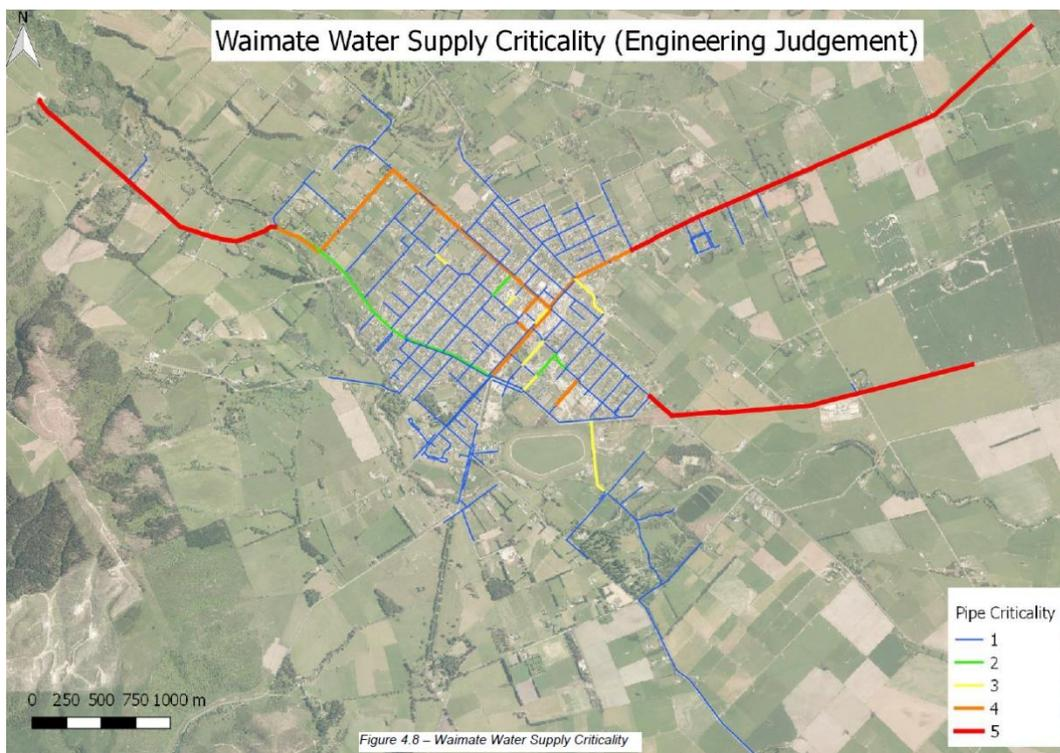 N
Waimate Water Supply Criticality (Engineering Judgement)
Pipe Criticality
1
2
3
4
5
0 250 500 750 1000 m
Figure 4.8 – Waimate Water Supply Criticality